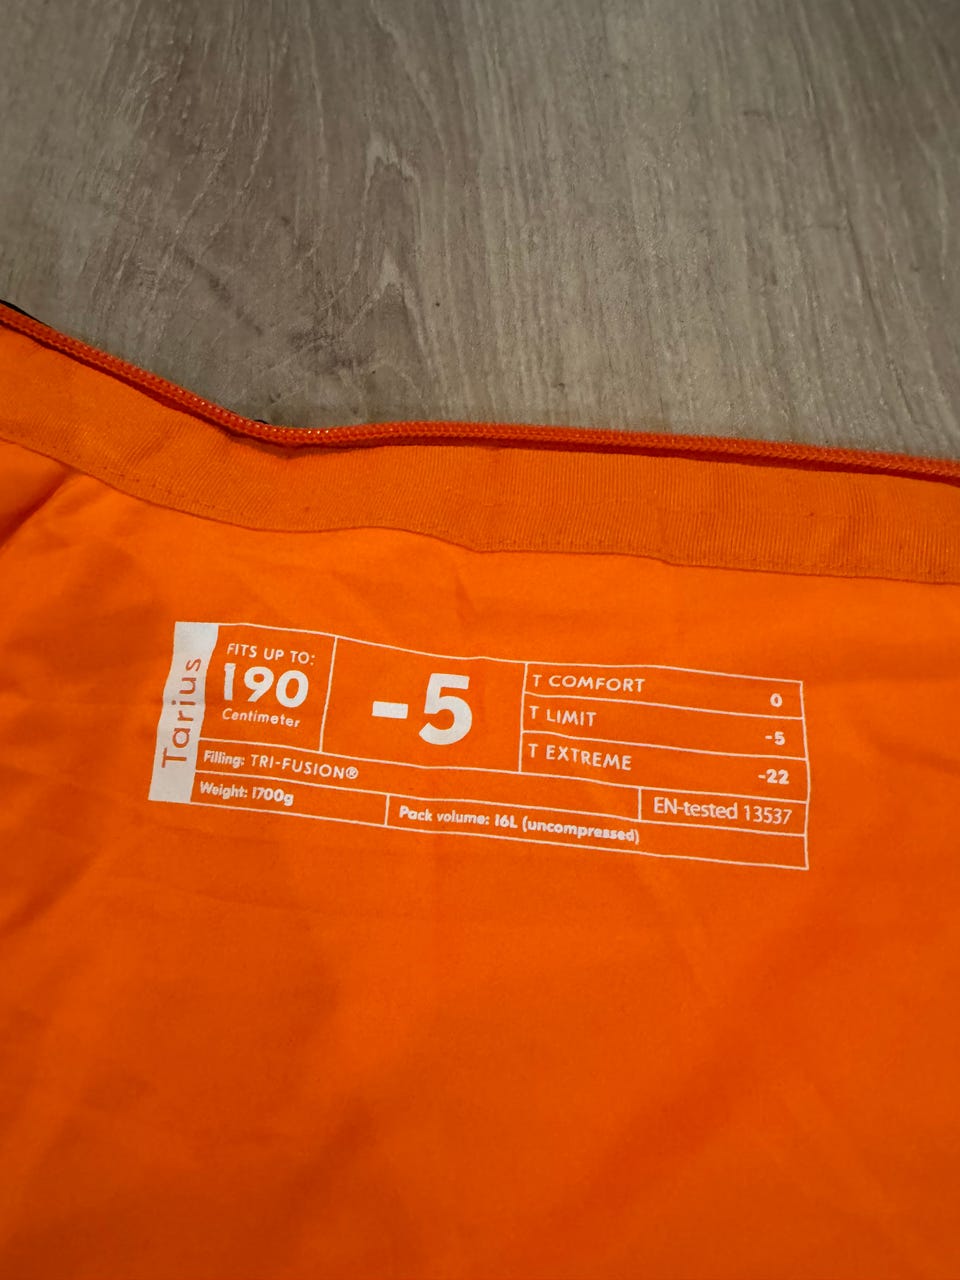 Tarius
FITS UP TO:
190
Centimeter
-5
T COMFORT 0
T LIMIT -5
T EXTREME -22
Filling: TRI-FUSION®
Weight: 1700g
Pack volume: 16L (uncompressed)
EN-tested 13537